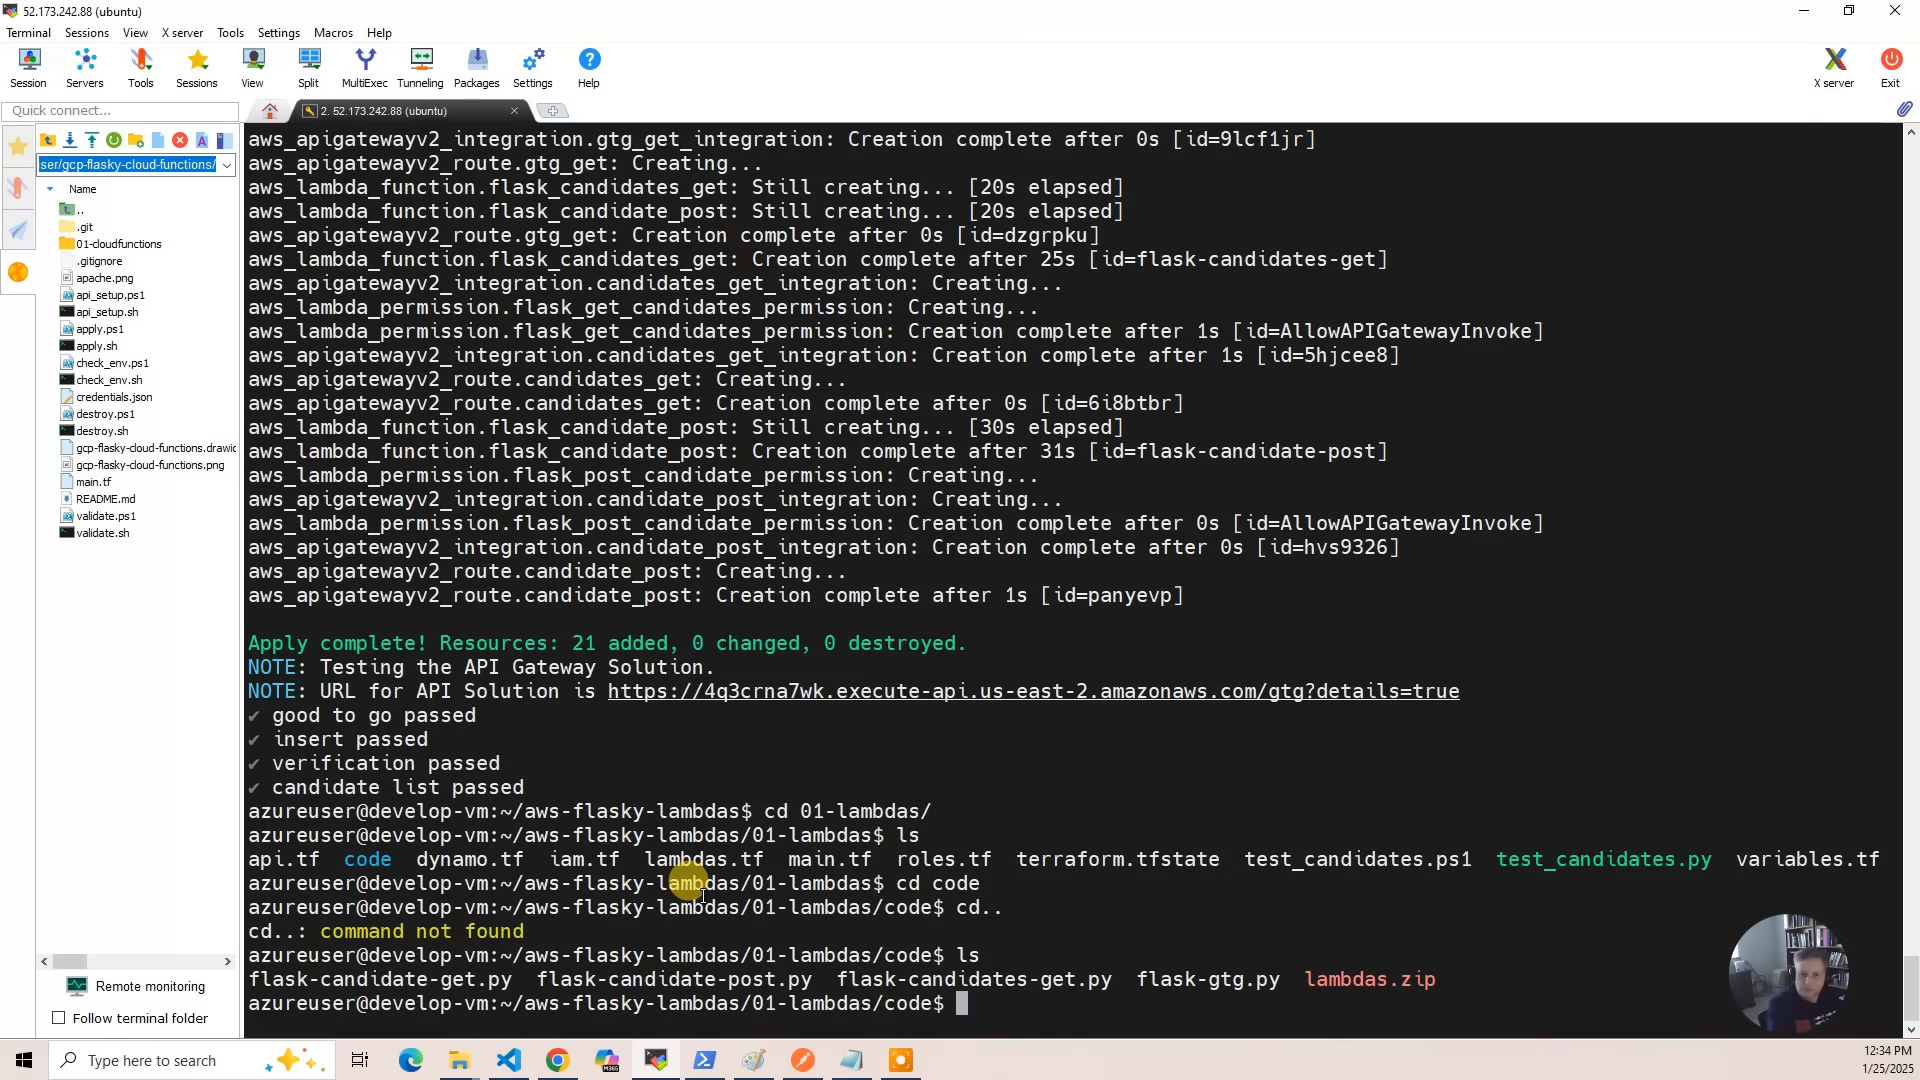 52.173.242.88 (ubuntu)
Terminal Sessions View X server Tools Settings Macros Help
Session Servers Tools Sessions View Split MultiExec Tunneling Packages Settings Help X server Exit
Quick connect...
2. 52.173.242.88 (ubuntu)
ser/gcp-flasky-cloud-functions/
Name
..
.git
01-cloudfunctions
.gitignore
apache.png
api_setup.ps1
api_setup.sh
apply.ps1
apply.sh
check_env.ps1
check_env.sh
credentials.json
destroy.ps1
destroy.sh
gcp-flasky-cloud-functions.drawio
gcp-flasky-cloud-functions.png
main.tf
README.md
validate.ps1
validate.sh
Remote monitoring
Follow terminal folder
aws_apigatewayv2_integration.gtg_get_integration: Creation complete after 0s [id=9lcf1jr]
aws_apigatewayv2_route.gtg_get: Creating...
aws_lambda_function.flask_candidates_get: Still creating... [20s elapsed]
aws_lambda_function.flask_candidate_post: Still creating... [20s elapsed]
aws_apigatewayv2_route.gtg_get: Creation complete after 0s [id=dzgrpku]
aws_lambda_function.flask_candidates_get: Creation complete after 25s [id=flask-candidates-get]
aws_apigatewayv2_integration.candidates_get_integration: Creating...
aws_lambda_permission.flask_get_candidates_permission: Creating...
aws_lambda_permission.flask_get_candidates_permission: Creation complete after 1s [id=AllowAPIGatewayInvoke]
aws_apigatewayv2_integration.candidates_get_integration: Creation complete after 1s [id=5hjcee8]
aws_apigatewayv2_route.candidates_get: Creating...
aws_apigatewayv2_route.candidates_get: Creation complete after 0s [id=6i8btbr]
aws_lambda_function.flask_candidate_post: Still creating... [30s elapsed]
aws_lambda_function.flask_candidate_post: Creation complete after 31s [id=flask-candidate-post]
aws_lambda_permission.flask_post_candidate_permission: Creating...
aws_apigatewayv2_integration.candidate_post_integration: Creating...
aws_lambda_permission.flask_post_candidate_permission: Creation complete after 0s [id=AllowAPIGatewayInvoke]
aws_apigatewayv2_integration.candidate_post_integration: Creation complete after 0s [id=hvs9326]
aws_apigatewayv2_route.candidate_post: Creating...
aws_apigatewayv2_route.candidate_post: Creation complete after 1s [id=panyevp]
Apply complete! Resources: 21 added, 0 changed, 0 destroyed.
NOTE: Testing the API Gateway Solution.
NOTE: URL for API Solution is https://4q3crna7wk.execute-api.us-east-2.amazonaws.com/gtg?details=true
✔ good to go passed
✔ insert passed
✔ verification passed
✔ candidate list passed
azureuser@develop-vm:~/aws-flasky-lambdas$ cd 01-lambdas/
azureuser@develop-vm:~/aws-flasky-lambdas/01-lambdas$ ls
api.tf code dynamo.tf iam.tf lambdas.tf main.tf roles.tf terraform.tfstate test_candidates.ps1 test_candidates.py variables.tf
azureuser@develop-vm:~/aws-flasky-lambdas/01-lambdas$ cd code
azureuser@develop-vm:~/aws-flasky-lambdas/01-lambdas/code$ cd..
cd..: command not found
azureuser@develop-vm:~/aws-flasky-lambdas/01-lambdas/code$ ls
flask-candidate-get.py flask-candidate-post.py flask-candidates-get.py flask-gtg.py lambdas.zip
azureuser@develop-vm:~/aws-flasky-lambdas/01-lambdas/code$
Type here to search
12:34 PM
1/25/2025